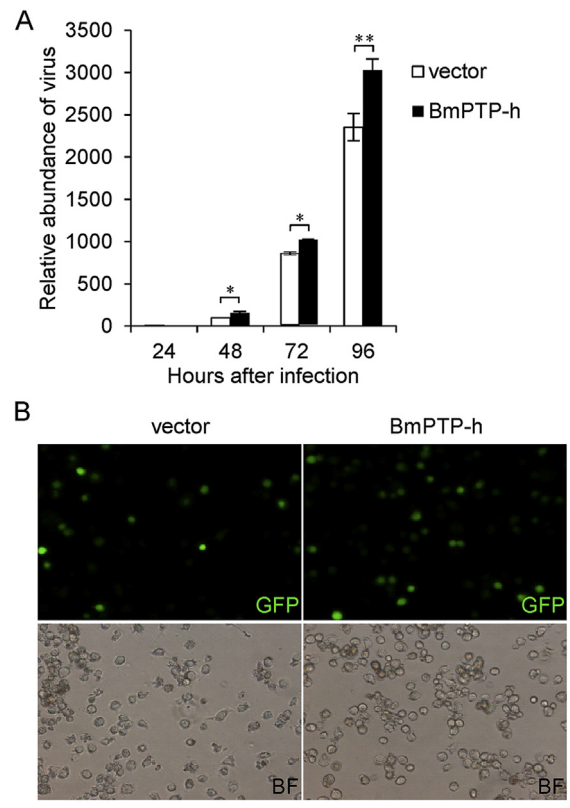 A
Relative abundance of virus
3500
3000
2500
2000
1500
1000
500
0
*
*
**
vector
BmPTP-h
24 48 72 96
Hours after infection
B
vector BmPTP-h
GFP GFP
BF BF